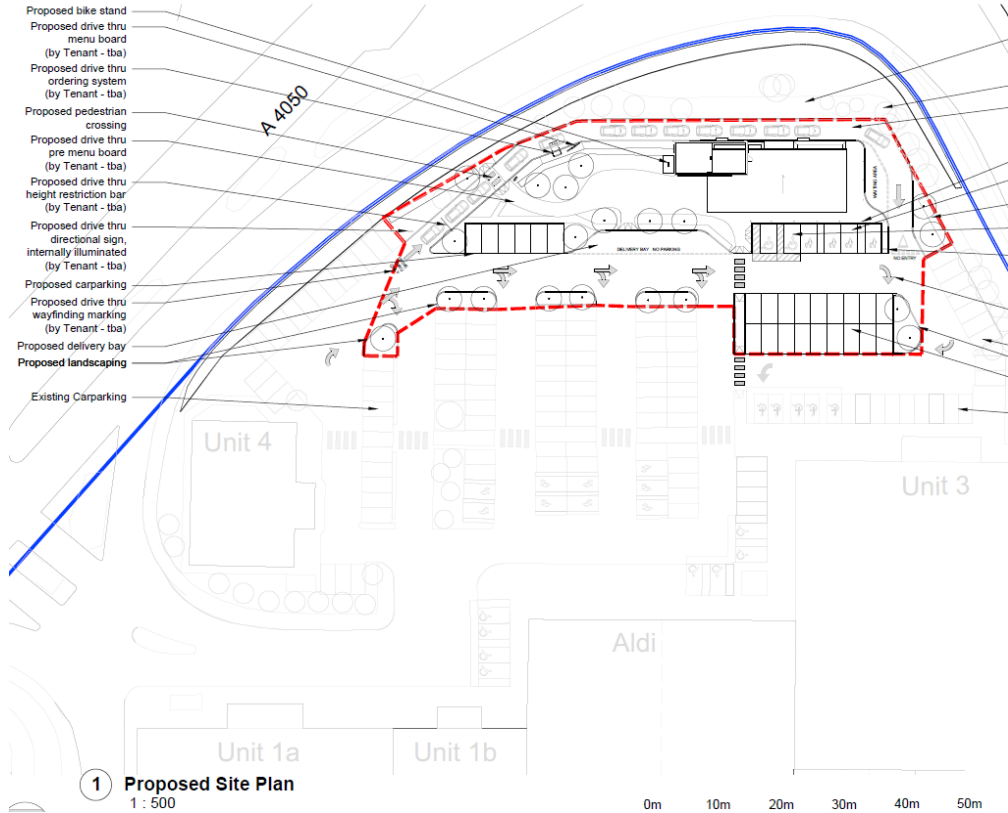 Proposed bike stand
Proposed drive thru
menu board
(by Tenant - tba)
Proposed drive thru
ordering system
(by Tenant - tba)
Proposed pedestrian
crossing
Proposed drive thru
pre menu board
(by Tenant - tba)
Proposed drive thru
height restriction bar
(by Tenant - tba)
Proposed drive thru
directional sign,
internally illuminated
(by Tenant - tba)
Proposed carparking
Proposed drive thru
wayfinding marking
(by Tenant - tba)
Proposed delivery bay
Proposed landscaping
Existing Carparking
A 4050
WAITING AREA
DELIVERY BAY NO PARKING
NO ENTRY
Unit 4
Unit 3
Aldi
Unit 1a
Unit 1b
1 Proposed Site Plan
1 : 500
0m 10m 20m 30m 40m 50m